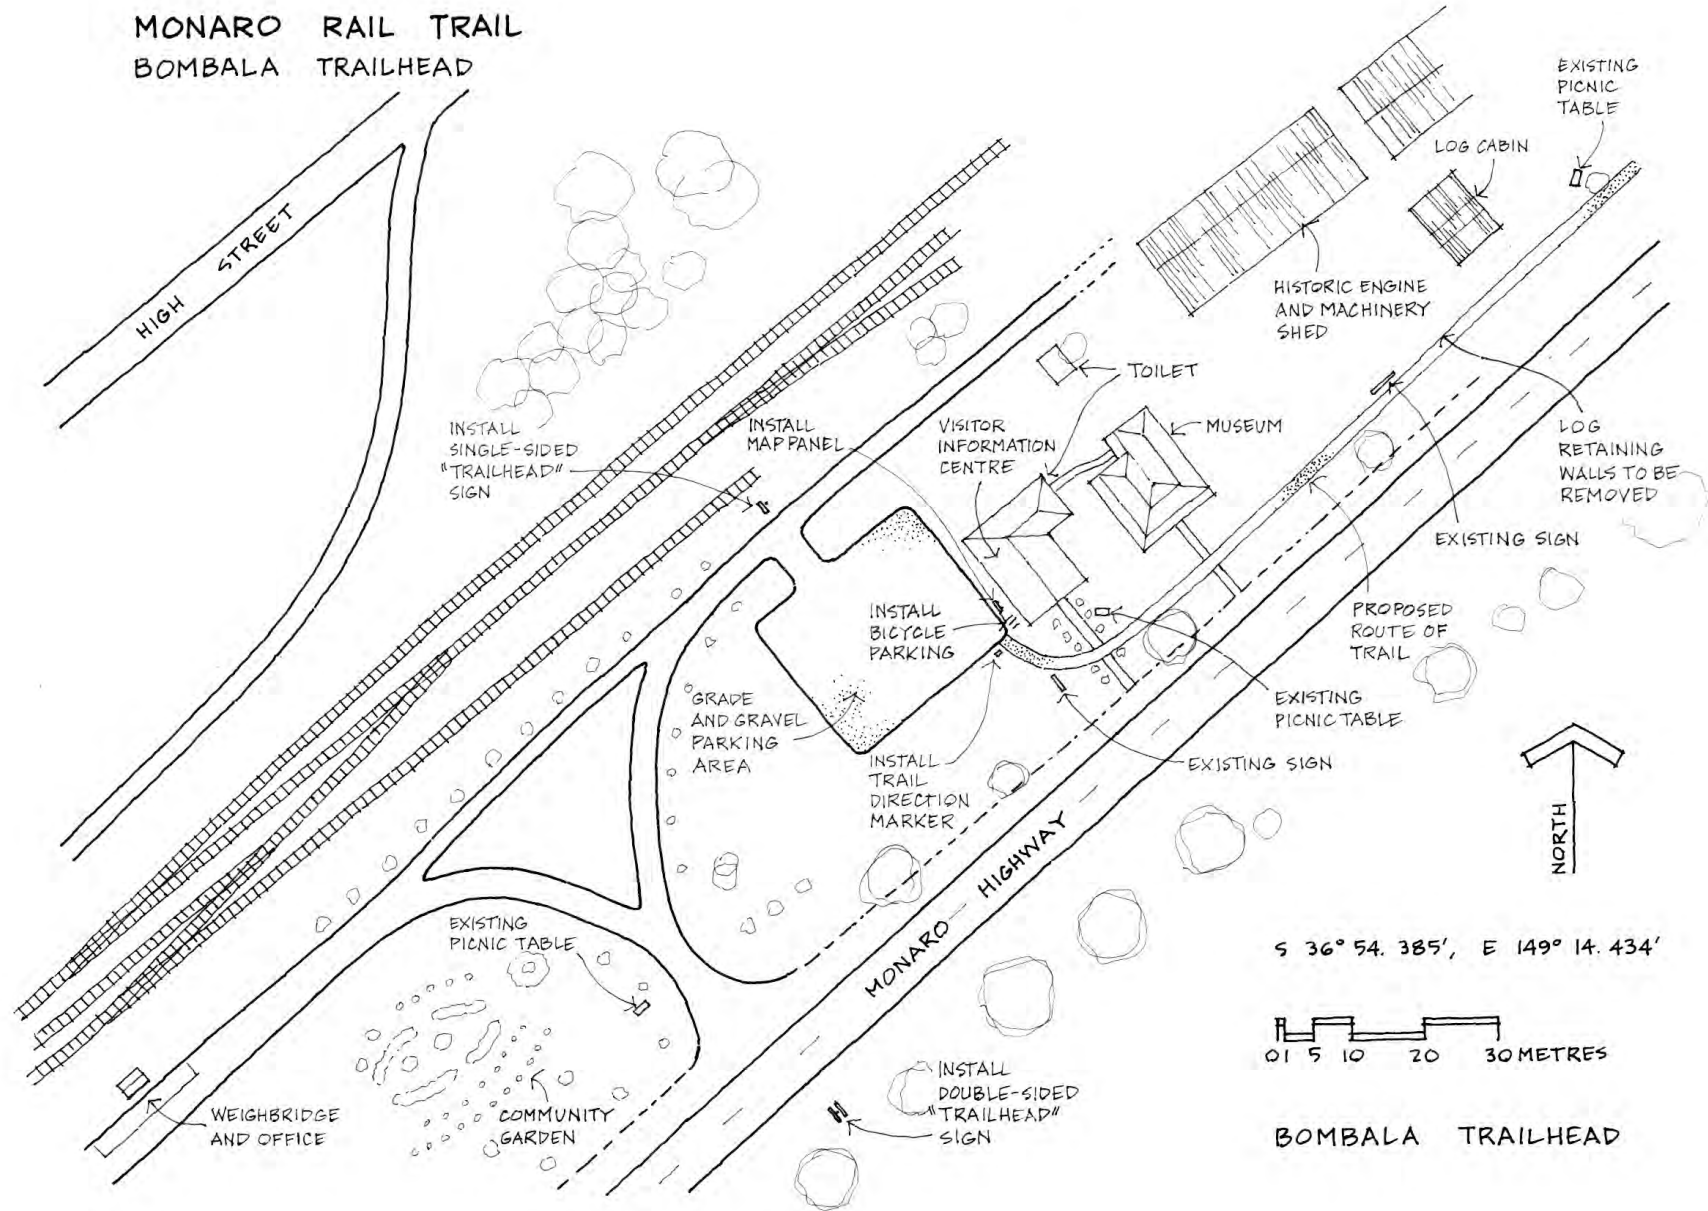 MONARO RAIL TRAIL
BOMBALA TRAILHEAD
HIGH STREET
EXISTING
PICNIC
TABLE
LOG CABIN
HISTORIC ENGINE
AND MACHINERY
SHED
TOILET
INSTALL
SINGLE-SIDED
"TRAILHEAD"
SIGN
INSTALL
MAP PANEL
VISITOR
INFORMATION
CENTRE
MUSEUM
LOG
RETAINING
WALLS TO BE
REMOVED
EXISTING SIGN
INSTALL
BICYCLE
PARKING
PROPOSED
ROUTE OF
TRAIL
GRADE
AND GRAVEL
PARKING
AREA
EXISTING
PICNIC TABLE
INSTALL
TRAIL
DIRECTION
MARKER
EXISTING SIGN
MONARO HIGHWAY
NORTH
EXISTING
PICNIC TABLE
S 36° 54. 385', E 149° 14. 434'
0 1 5 10 20 30 METRES
WEIGHBRIDGE
AND OFFICE
COMMUNITY
GARDEN
INSTALL
DOUBLE-SIDED
"TRAILHEAD"
SIGN
BOMBALA TRAILHEAD